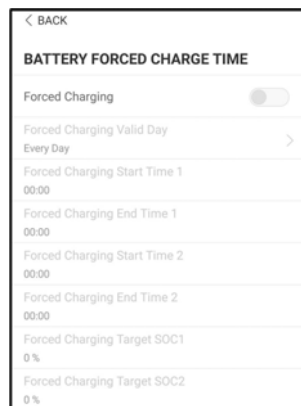 < BACK
BATTERY FORCED CHARGE TIME
Forced Charging
Forced Charging Valid Day
Every Day
Forced Charging Start Time 1
00:00
Forced Charging End Time 1
00:00
Forced Charging Start Time 2
00:00
Forced Charging End Time 2
00:00
Forced Charging Target SOC1
0 %
Forced Charging Target SOC2
0 %